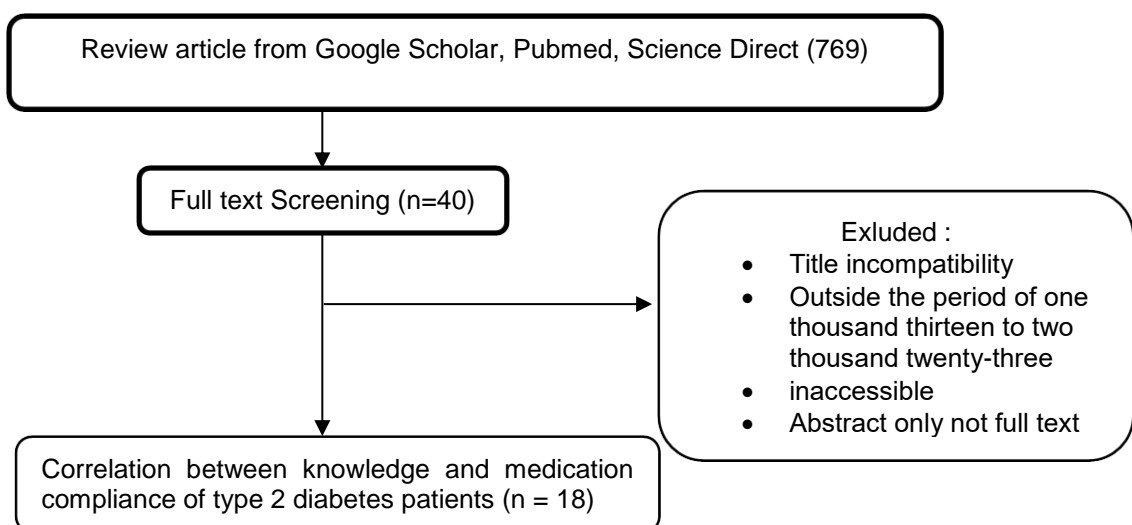 Review article from Google Scholar, Pubmed, Science Direct (769)
Full text Screening (n=40)
Exluded :
• Title incompatibility
• Outside the period of one
thousand thirteen to two
thousand twenty-three
• inaccessible
• Abstract only not full text
Correlation between knowledge and medication
compliance of type 2 diabetes patients (n = 18)